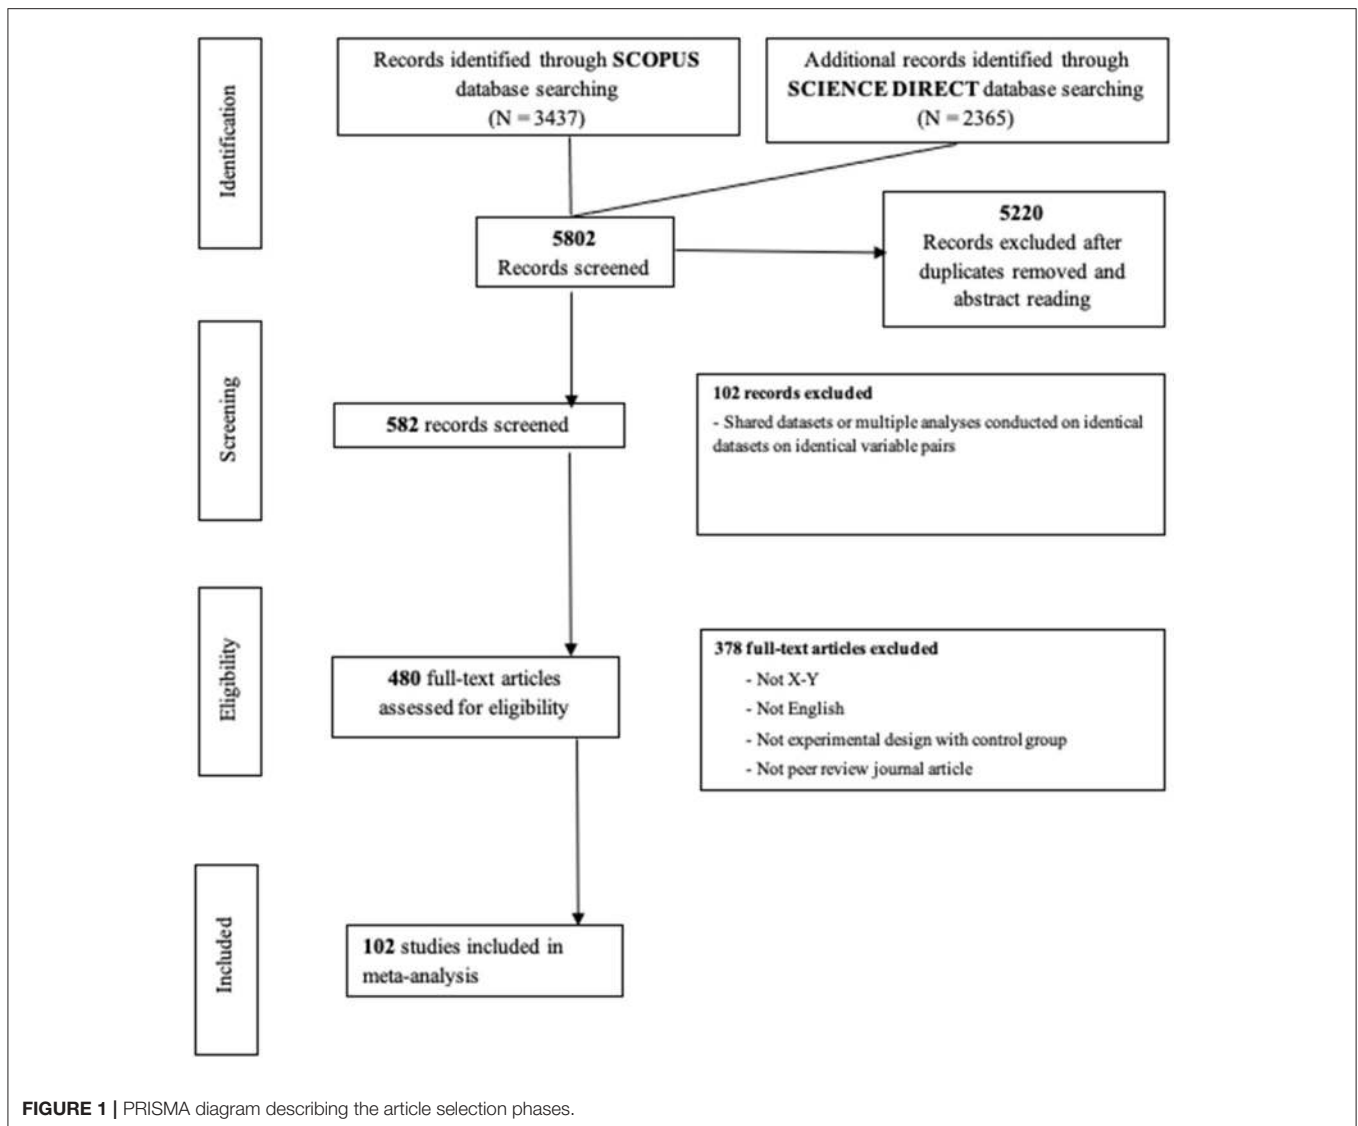 Identification
Records identified through SCOPUS
database searching
(N = 3437)
Additional records identified through
SCIENCE DIRECT database searching
(N = 2365)
5802
Records screened
5220
Records excluded after
duplicates removed and
abstract reading
Screening
582 records screened
102 records excluded
- Shared datasets or multiple analyses conducted on identical
datasets on identical variable pairs
Eligibility
480 full-text articles
assessed for eligibility
378 full-text articles excluded
- Not X-Y
- Not English
- Not experimental design with control group
- Not peer review journal article
Included
102 studies included in
meta-analysis
FIGURE 1 | PRISMA diagram describing the article selection phases.